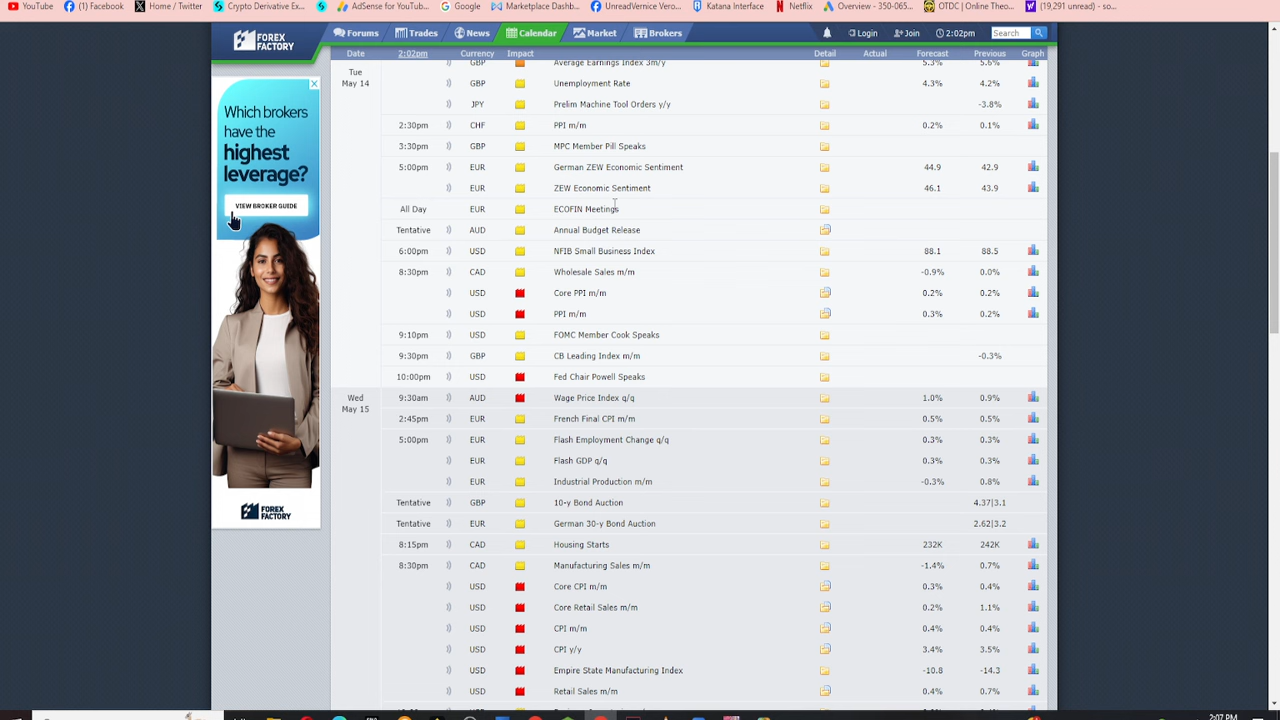 YouTube (1) Facebook Home / Twitter Crypto Derivative Ex... AdSense for YouTub... Google Marketplace Dashb... UnreadVernice Vero... Katana Interface Netflix Overview - 350-065... OTDC | Online Theo... (19,291 unread) - so...
FOREX FACTORY
Forums Trades News Calendar Market Brokers Login Join 2:02pm Search
Date 2:02pm Currency Impact Detail Actual Forecast Previous Graph
GBP Average Earnings Index 3m/y 5.3% 5.6%
Tue
May 14
GBP Unemployment Rate 4.3% 4.2%
JPY Prelim Machine Tool Orders y/y -3.8%
2:30pm CHF PPI m/m 0.2% 0.1%
3:30pm GBP MPC Member Pill Speaks
5:00pm EUR German ZEW Economic Sentiment 44.9 42.9
EUR ZEW Economic Sentiment 46.1 43.9
All Day EUR ECOFIN Meetings
Tentative AUD Annual Budget Release
6:00pm USD NFIB Small Business Index 88.1 88.5
8:30pm CAD Wholesale Sales m/m -0.9% 0.0%
USD Core PPI m/m 0.2% 0.2%
USD PPI m/m 0.3% 0.2%
9:10pm USD FOMC Member Cook Speaks
9:30pm GBP CB Leading Index m/m -0.3%
10:00pm USD Fed Chair Powell Speaks
Wed
May 15
9:30am AUD Wage Price Index q/q 1.0% 0.9%
2:45pm EUR French Final CPI m/m 0.5% 0.5%
5:00pm EUR Flash Employment Change q/q 0.3% 0.3%
EUR Flash GDP q/q 0.3% 0.3%
EUR Industrial Production m/m -0.3% 0.8%
Tentative GBP 10-y Bond Auction 4.37|3.1
Tentative EUR German 30-y Bond Auction 2.62|3.2
8:15pm CAD Housing Starts 232K 242K
8:30pm CAD Manufacturing Sales m/m -1.4% 0.7%
USD Core CPI m/m 0.3% 0.4%
USD Core Retail Sales m/m 0.2% 1.1%
USD CPI m/m 0.4% 0.4%
USD CPI y/y 3.4% 3.5%
USD Empire State Manufacturing Index -10.8 -14.3
USD Retail Sales m/m 0.4% 0.7%
Which brokers
have the
highest
leverage?
VIEW BROKER GUIDE
FOREX
FACTORY
2:07 PM